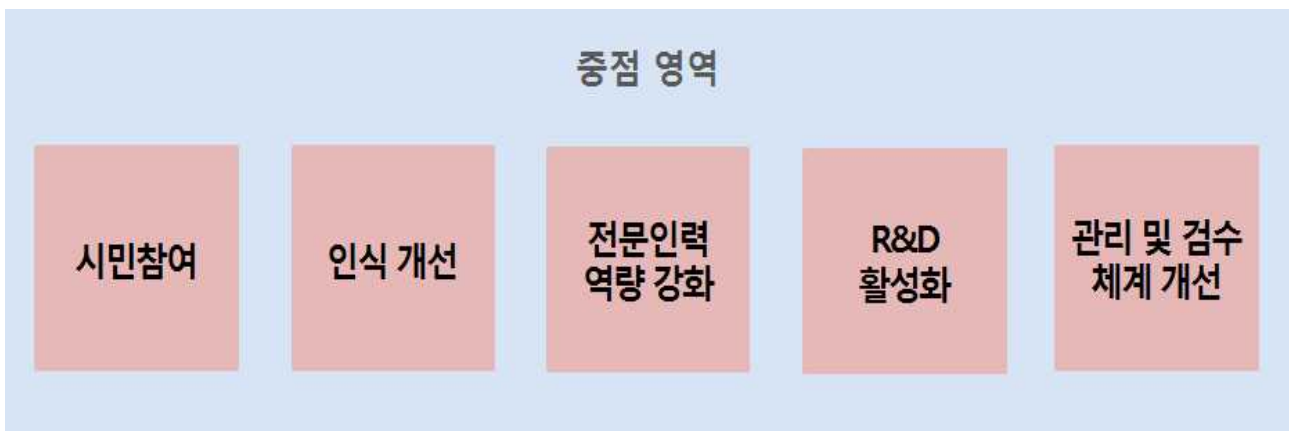 중점 영역
시민참여
인식 개선
전문인력
역량 강화
R&D
활성화
관리 및 검수
체계 개선